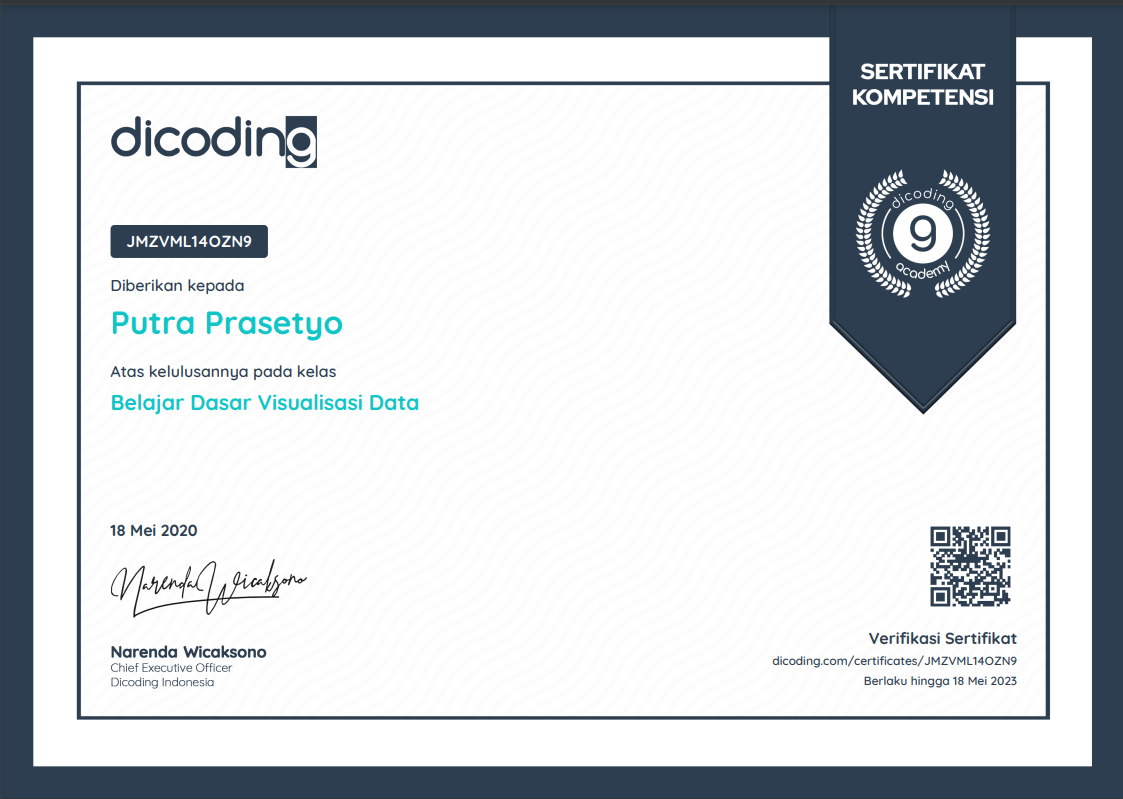 SERTIFIKAT
KOMPETENSI
dicoding
dicoding
9
academy
JMZVML14OZN9
Diberikan kepada
Putra Prasetyo
Atas kelulusannya pada kelas
Belajar Dasar Visualisasi Data
18 Mei 2020
Narenda Wicaksono
Narenda Wicaksono
Chief Executive Officer
Dicoding Indonesia
Verifikasi Sertifikat
dicoding.com/certificates/JMZVML14OZN9
Berlaku hingga 18 Mei 2023